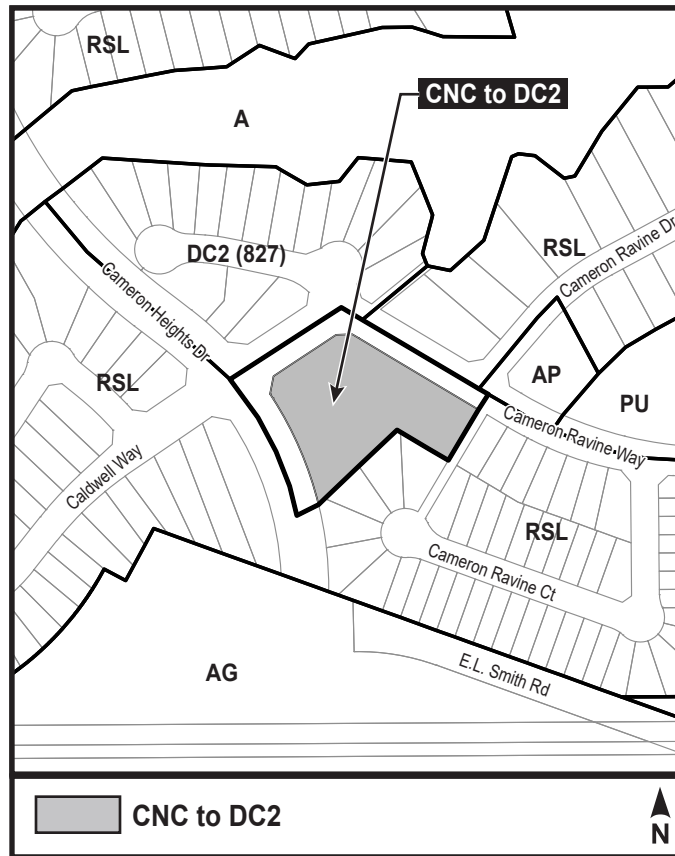 RSL
CNC to DC2
A
DC2 (827)
RSL
Cameron Ravine Dr
Cameron Heights Dr
RSL
AP
PU
Cameron Ravine Way
Caldwell Way
RSL
Cameron Ravine Ct
E.L. Smith Rd
AG
CNC to DC2
N